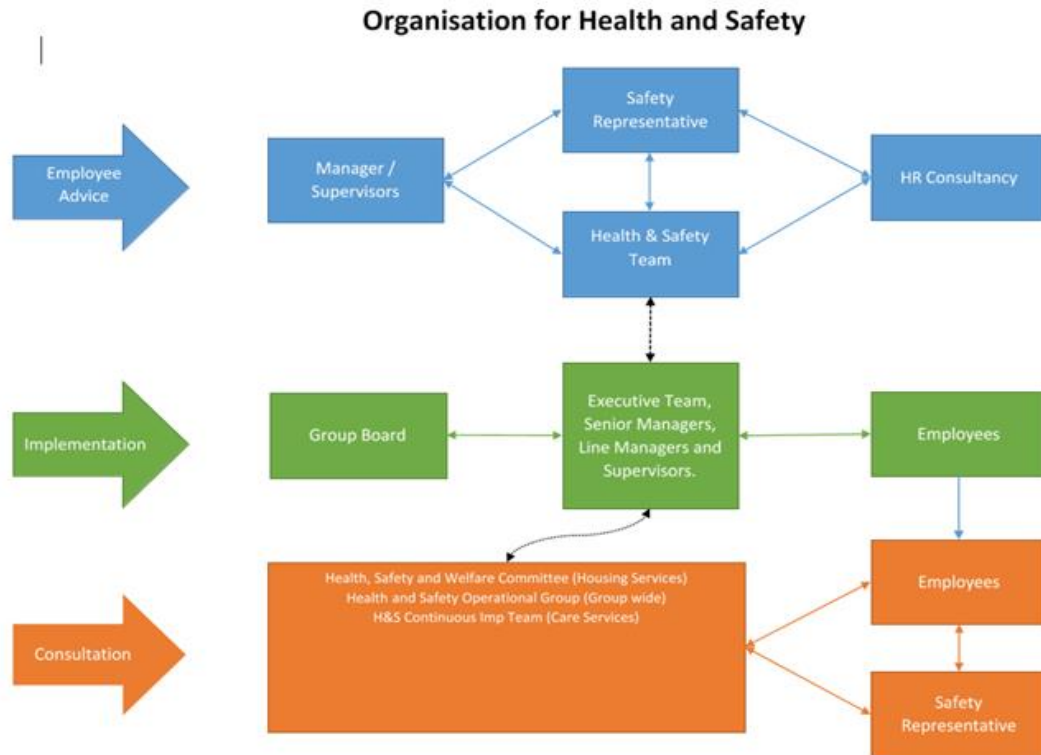 Organisation for Health and Safety
Employee
Advice
Manager /
Supervisors
Safety
Representative
Health & Safety
Team
HR Consultancy
Implementation
Group Board
Executive Team,
Senior Managers,
Line Managers and
Supervisors.
Employees
Consultation
Health, Safety and Welfare Committee (Housing Services)
Health and Safety Operational Group (Group wide)
H&S Continuous Imp Team (Care Services)
Employees
Safety
Representative